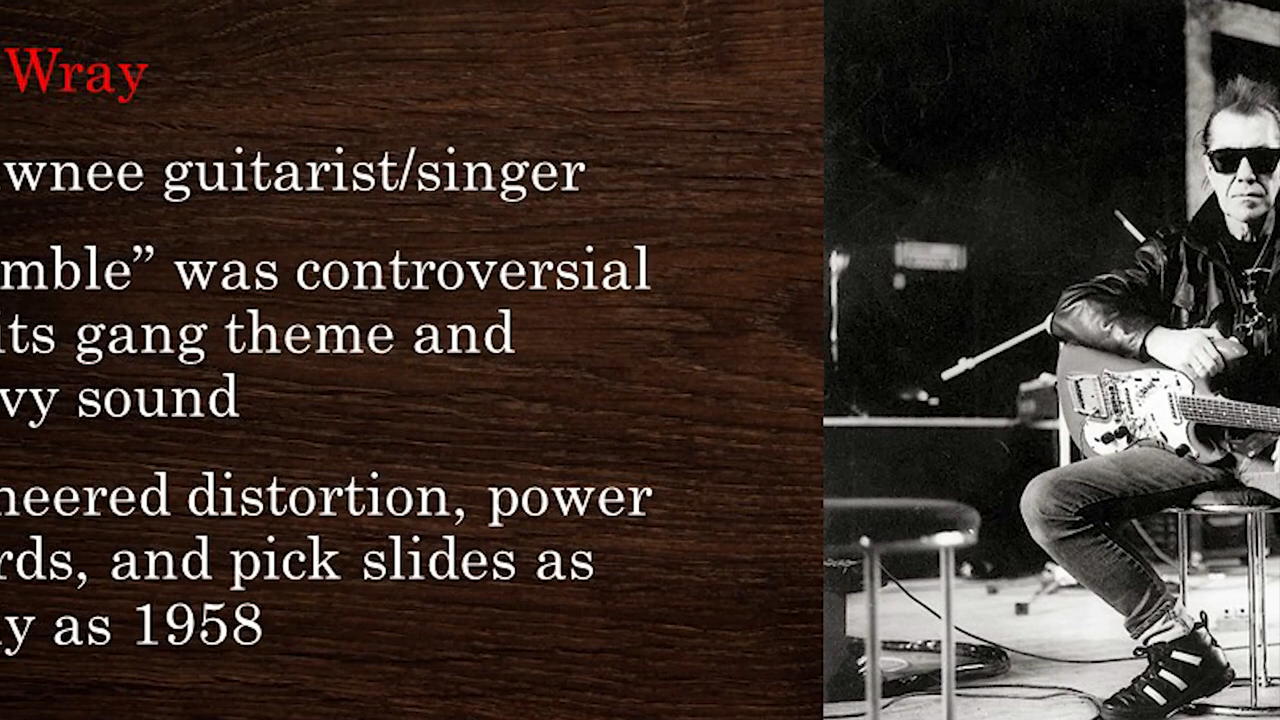 Wray
wnee guitarist/singer
mble” was controversial
its gang theme and
vy sound
neered distortion, power
rds, and pick slides as
y as 1958